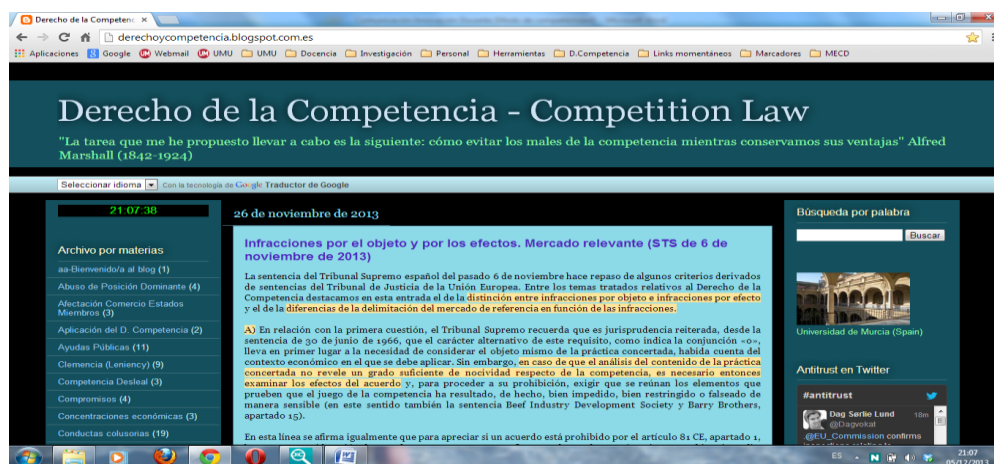 Derecho de la Competenc ×
derechoycompetencia.blogspot.com.es
Aplicaciones Google Webmail UMU UMU Docencia Investigación Personal Herramientas D.Competencia Links momentáneos Marcadores MECD
Derecho de la Competencia - Competition Law
"La tarea que me he propuesto llevar a cabo es la siguiente: cómo evitar los males de la competencia mientras conservamos sus ventajas" Alfred
Marshall (1842-1924)
Seleccionar idioma Con la tecnología de Google Traductor de Google
21:07:38
Archivo por materias
aa-Bienvenido/a al blog (1)
Abuso de Posición Dominante (4)
Afectación Comercio Estados
Miembros (3)
Aplicación del D. Competencia (2)
Ayudas Públicas (11)
Clemencia (Leniency) (9)
Competencia Desleal (3)
Compromisos (4)
Concentraciones económicas (3)
Conductas colusorias (19)
26 de noviembre de 2013
Infracciones por el objeto y por los efectos. Mercado relevante (STS de 6 de
noviembre de 2013)
La sentencia del Tribunal Supremo español del pasado 6 de noviembre hace repaso de algunos criterios derivados
de sentencias del Tribunal de Justicia de la Unión Europea. Entre los temas tratados relativos al Derecho de la
Competencia destacamos en esta entrada el de la distinción entre infracciones por objeto e infracciones por efecto
y el de la diferencias de la delimitación del mercado de referencia en función de las infracciones.
A) En relación con la primera cuestión, el Tribunal Supremo recuerda que es jurisprudencia reiterada, desde la
sentencia de 30 de junio de 1966, que el carácter alternativo de este requisito, como indica la conjunción «o»,
lleva en primer lugar a la necesidad de considerar el objeto mismo de la práctica concertada, habida cuenta del
contexto económico en el que se debe aplicar. Sin embargo, en caso de que el análisis del contenido de la práctica
concertada no revele un grado suficiente de nocividad respecto de la competencia, es necesario entonces
examinar los efectos del acuerdo y, para proceder a su prohibición, exigir que se reúnan los elementos que
prueben que el juego de la competencia ha resultado, de hecho, bien impedido, bien restringido o falseado de
manera sensible (en este sentido también la sentencia Beef Industry Development Society y Barry Brothers,
apartado 15).
En esta línea se afirma igualmente que para apreciar si un acuerdo está prohibido por el artículo 81 CE, apartado 1,
Búsqueda por palabra
Buscar
Universidad de Murcia (Spain)
Antitrust en Twitter
#antitrust
Dag Sørlie Lund 10m
@Dagvokat
@EU_Commission confirms
ES 21:07
05/12/2013